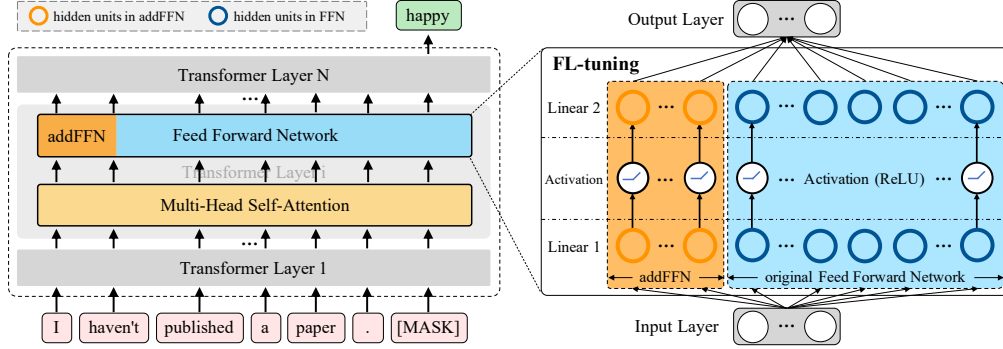 hidden units in addFFN hidden units in FFN
happy
Transformer Layer N
...
addFFN Feed Forward Network
Transformer Layer i
Multi-Head Self-Attention
...
Transformer Layer 1
I haven't published a paper . [MASK]
Output Layer ...
FL-tuning
Linear 2 ... ... ...
Activation ... ... Activation (ReLU) ...
Linear 1 ... ... ...
addFFN original Feed Forward Network
Input Layer ...